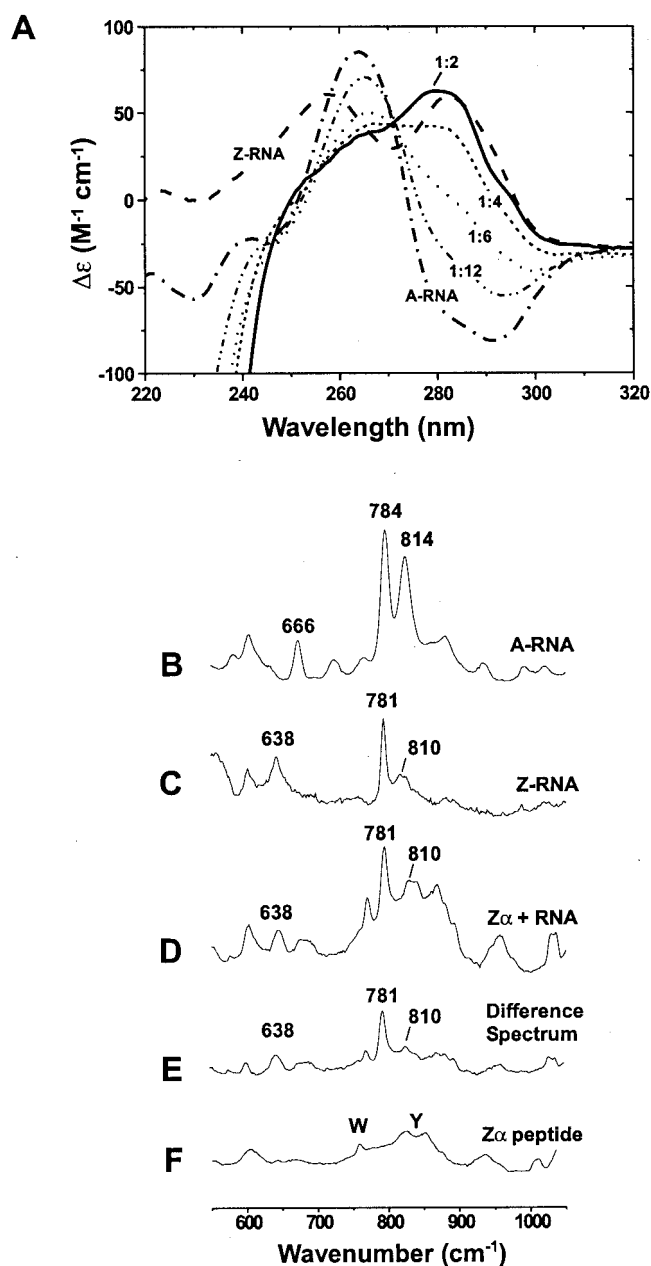 A
100
50
0
-50
-100
Δε (M⁻¹ cm⁻¹)
Z-RNA
1:2
1:4
1:6
1:12
A-RNA
220 240 260 280 300 320
Wavelength (nm)
784
814
666
B
A-RNA
781
638
810
C
Z-RNA
781
810
638
D
Zα + RNA
781
810
638
Difference
Spectrum
E
W
Y
Zα peptide
F
600 700 800 900 1000
Wavenumber (cm⁻¹)